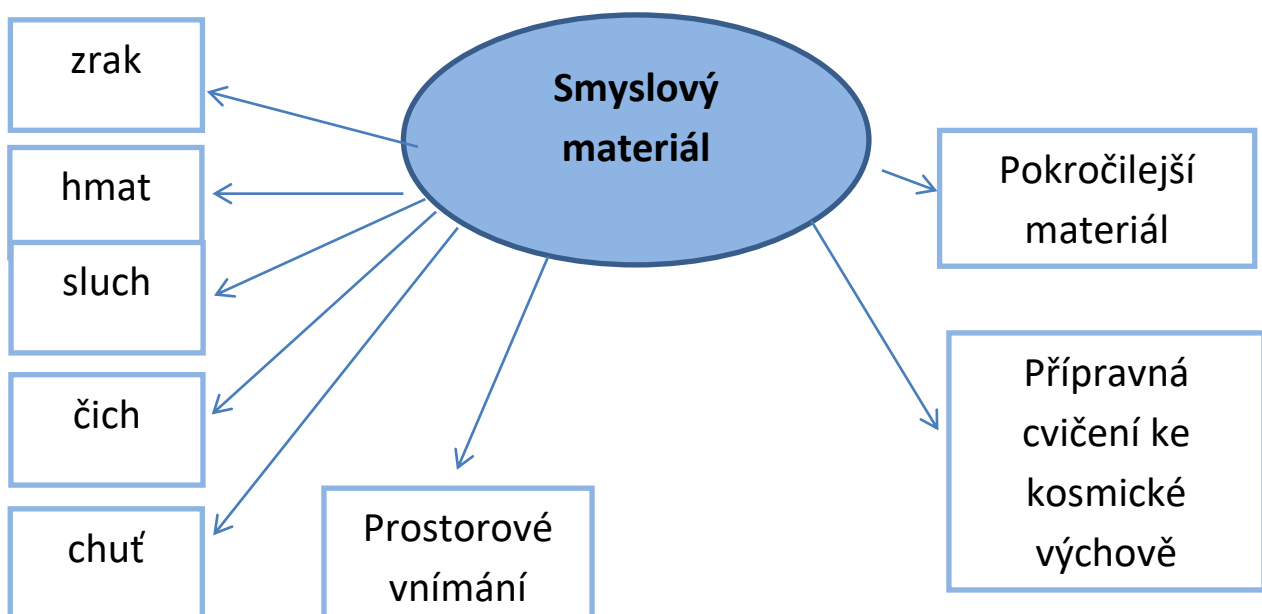 Smyslový
materiál
zrak
hmat
sluch
čich
chuť
Prostorové
vnímání
Pokročilejší
materiál
Přípravná
cvičení ke
kosmické
výchově